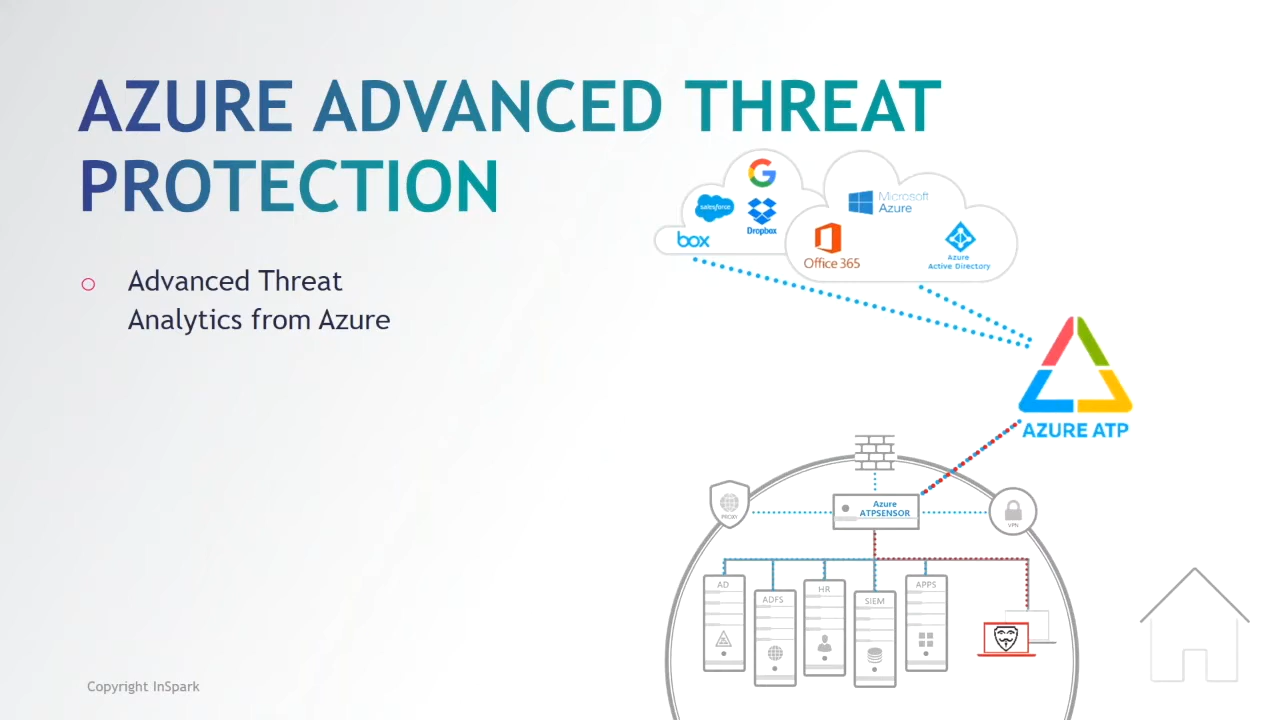 AZURE ADVANCED THREAT
PROTECTION
Advanced Threat
Analytics from Azure
G
salesforce
Dropbox
box
Microsoft
Azure
Office 365
Azure
Active Directory
AZURE ATP
PROXY
Azure
ATPSENSOR
VPN
AD
ADFS
HR
SIEM
APPS
Copyright InSpark